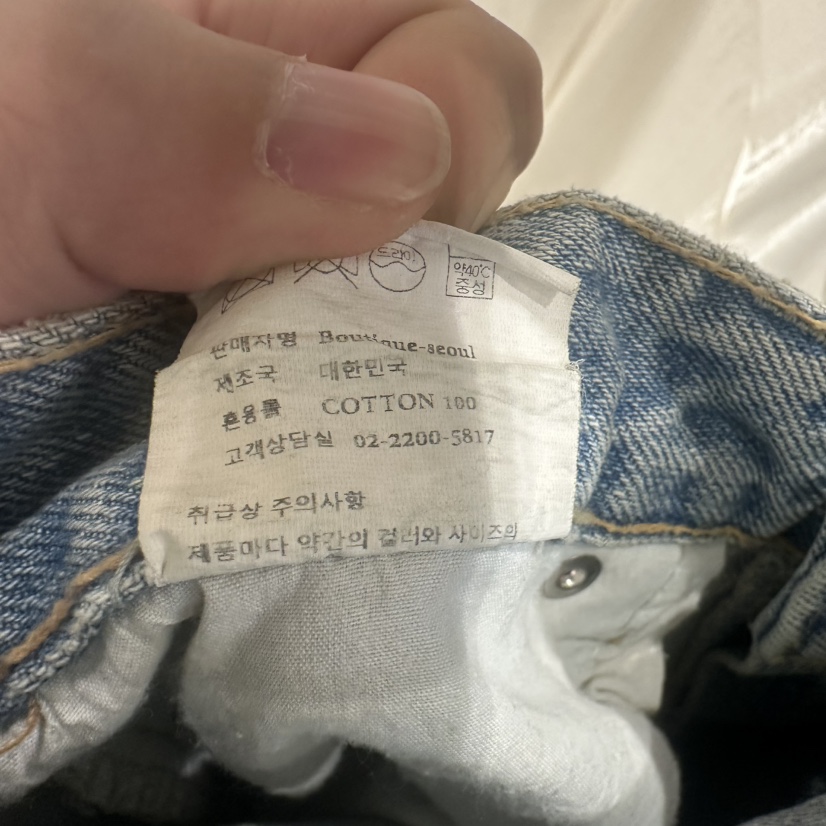 드라이
약40℃
중성
판매자명 Boutique-seoul
제조국 대한민국
혼용률 COTTON 100
고객상담실 02-2200-5817
취급상 주의사항
제품마다 약간의 컬러와 사이즈의